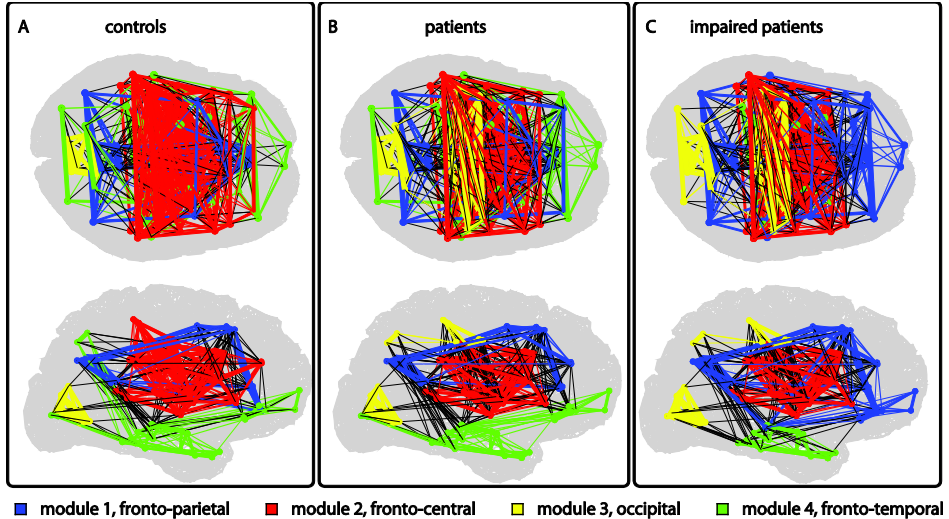 A controls
B patients
C impaired patients
module 1, fronto-parietal
module 2, fronto-central
module 3, occipital
module 4, fronto-temporal